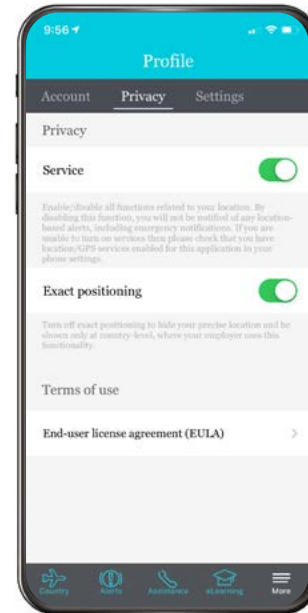 9:56
Profile
Account Privacy Settings
Privacy
Service
Enable/disable all functions related to your location. By
disabling this function, you will not be notified of any location-
based alerts, including emergency notifications. If you are
unable to turn on services then please check that you have
location/GPS services enabled for this application in your
phone settings.
Exact positioning
Turn off exact positioning to hide your precise location and be
shown only at country-level, where your employer uses this
functionality.
Terms of use
End-user license agreement (EULA)
Country Alerts Assistance eLearning More